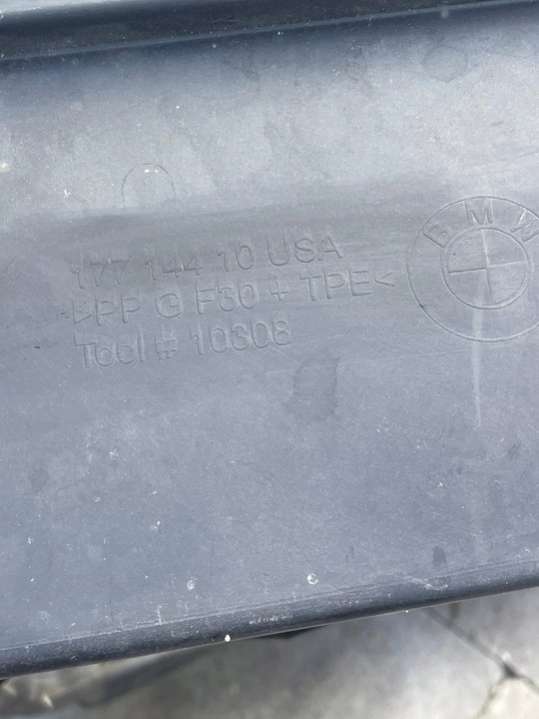 177 144 10 USA
>PP GF30 + TPE<
Tool # 10308
BMW